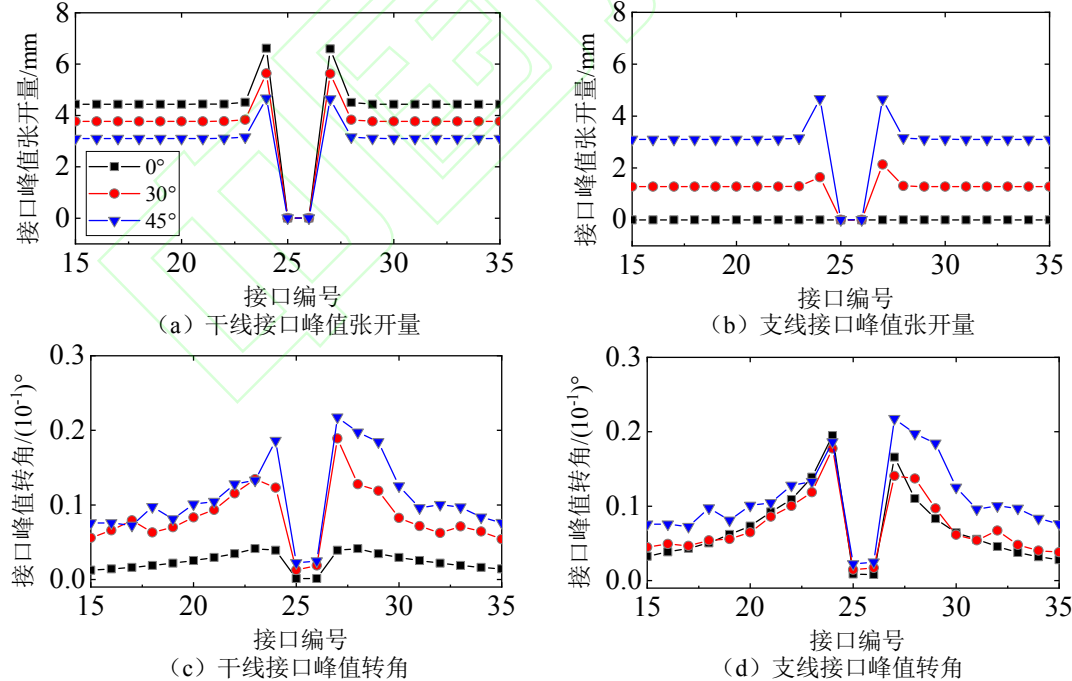 接口峰值张开量/mm
8
6
4
2
0
0°
30°
45°
15 20 25 30 35
接口编号
(a) 干线接口峰值张开量
接口峰值张开量/mm
8
6
4
2
0
15 20 25 30 35
接口编号
(b) 支线接口峰值张开量
接口峰值转角/(10⁻¹)°
0.3
0.2
0.1
0.0
15 20 25 30 35
接口编号
(c) 干线接口峰值转角
接口峰值转角/(10⁻¹)°
0.3
0.2
0.1
0.0
15 20 25 30 35
接口编号
(d) 支线接口峰值转角